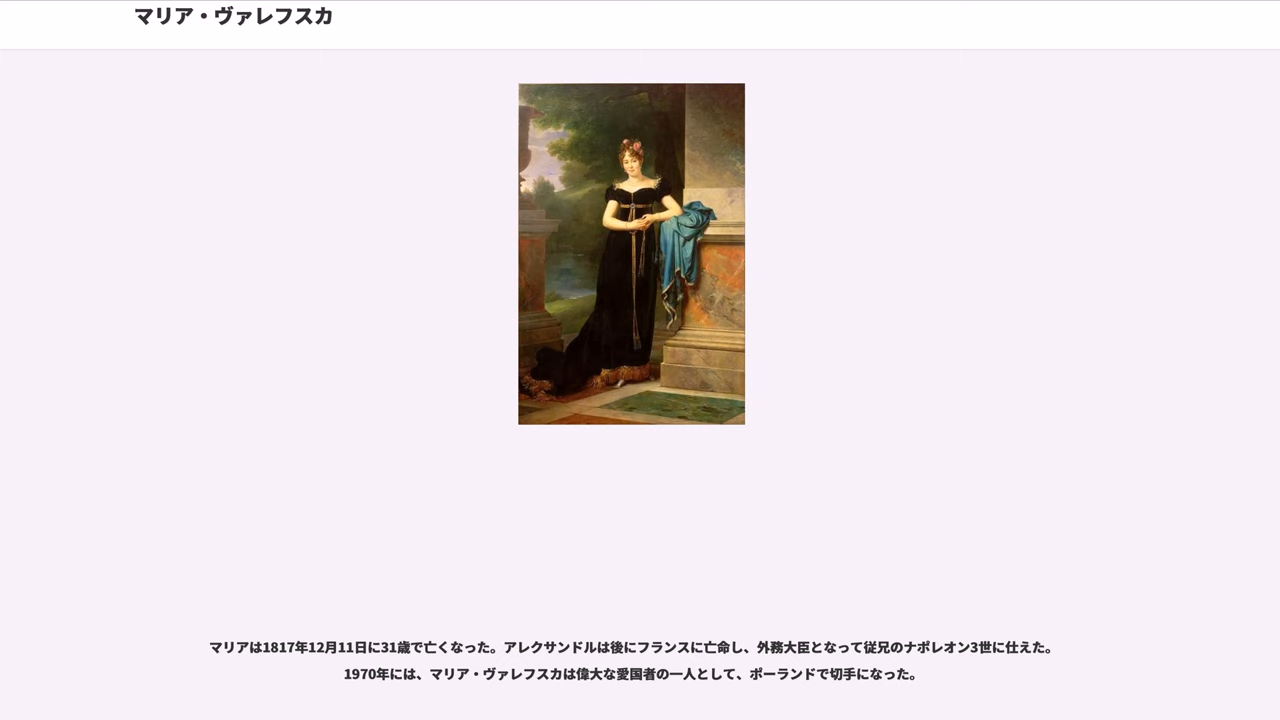 マリア・ヴァレフスカ
マリアは1817年12月11日に31歳で亡くなった。アレクサンドルは後にフランスに亡命し、外務大臣となって従兄のナポレオン3世に仕えた。
1970年には、マリア・ヴァレフスカは偉大な愛国者の一人として、ポーランドで切手になった。